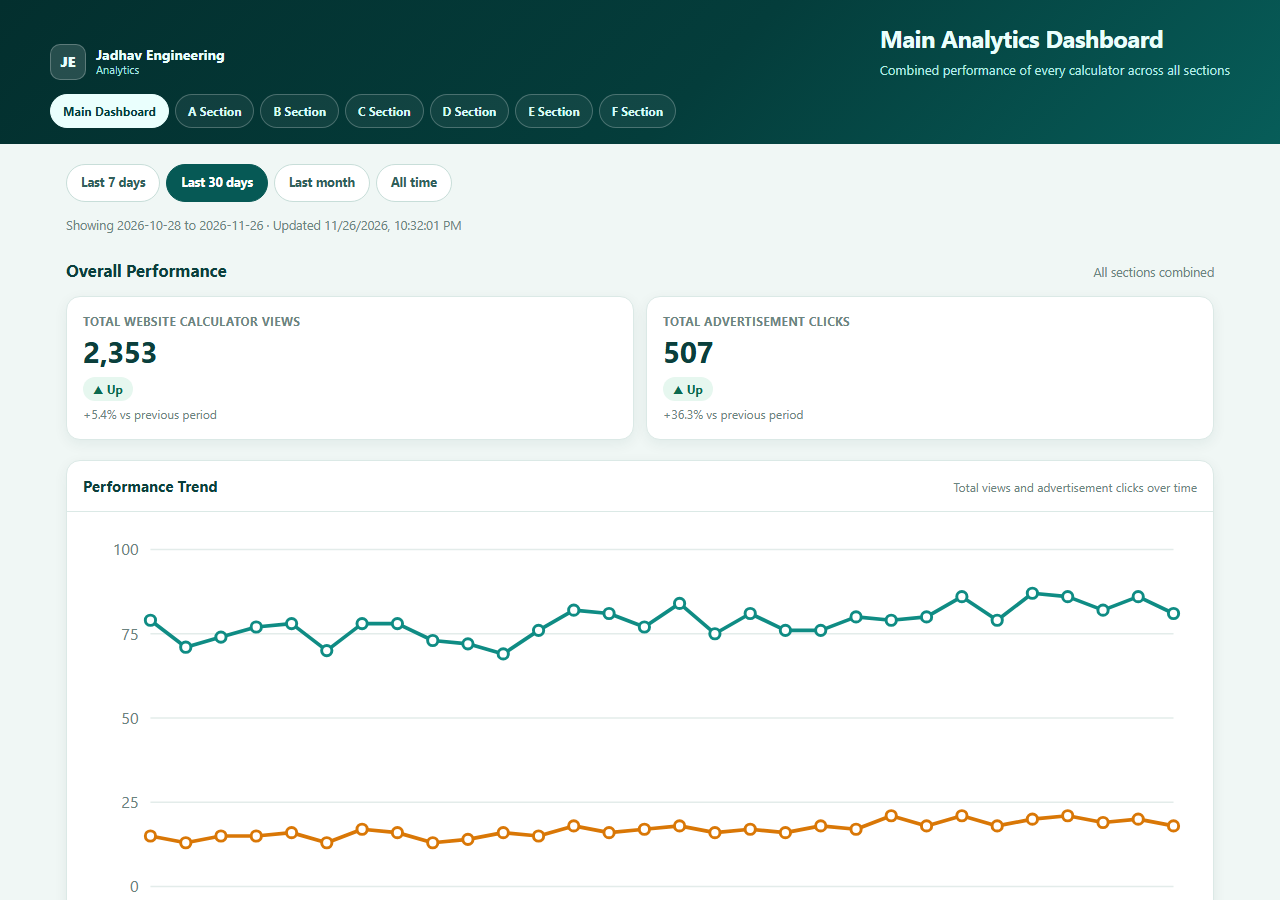 JE
Jadhav Engineering
Analytics
Main Analytics Dashboard
Combined performance of every calculator across all sections
Main Dashboard
A Section
B Section
C Section
D Section
E Section
F Section
Last 7 days
Last 30 days
Last month
All time
Showing 2026-10-28 to 2026-11-26 · Updated 11/26/2026, 10:32:01 PM
Overall Performance
All sections combined
TOTAL WEBSITE CALCULATOR VIEWS
2,353
▲ Up
+5.4% vs previous period
TOTAL ADVERTISEMENT CLICKS
507
▲ Up
+36.3% vs previous period
Performance Trend
Total views and advertisement clicks over time
100
75
50
25
0